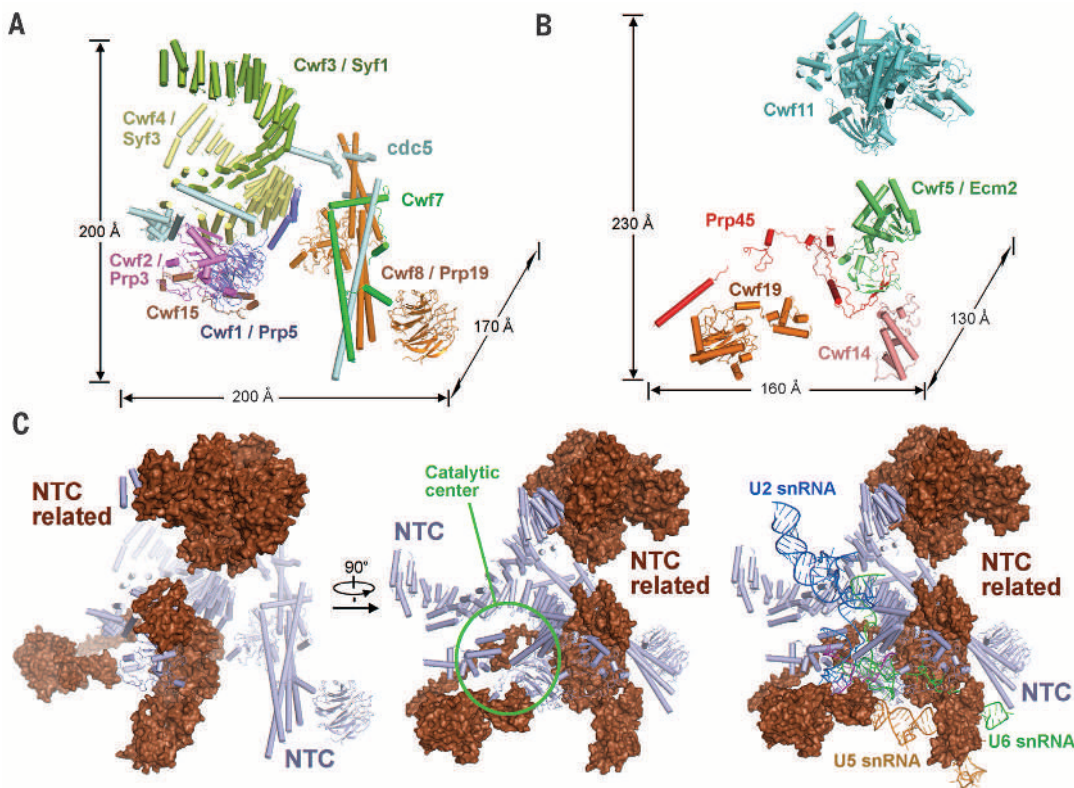 A
Cwf3 / Syf1
Cwf4 /
Syf3
cdc5
Cwf7
200 Å
Cwf2 /
Prp3
Cwf8 / Prp19
Cwf15
Cwf1 / Prp5
170 Å
200 Å
B
Cwf11
230 Å
Cwf5 / Ecm2
Prp45
Cwf19
Cwf14
130 Å
160 Å
C
NTC
related
NTC
90°
Catalytic
center
NTC
NTC
related
U2 snRNA
NTC
related
NTC
U5 snRNA
U6 snRNA